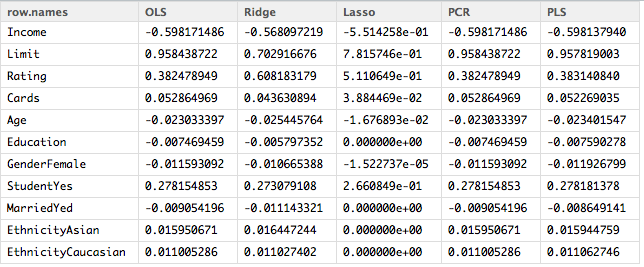 row.names OLS Ridge Lasso PCR PLS
Income -0.598171486 -0.568097219 -5.514258e-01 -0.598171486 -0.598137940
Limit 0.958438722 0.702916676 7.815746e-01 0.958438722 0.957819003
Rating 0.382478949 0.608183179 5.110649e-01 0.382478949 0.383140840
Cards 0.052864969 0.043630894 3.884469e-02 0.052864969 0.052269035
Age -0.023033397 -0.025445764 -1.676893e-02 -0.023033397 -0.023401547
Education -0.007469459 -0.005797352 0.000000e+00 -0.007469459 -0.007590278
GenderFemale -0.011593092 -0.010665388 -1.522737e-05 -0.011593092 -0.011926799
StudentYes 0.278154853 0.273079108 2.660849e-01 0.278154853 0.278181378
MarriedYed -0.009054196 -0.011143321 0.000000e+00 -0.009054196 -0.008649141
EthnicityAsian 0.015950671 0.016447244 0.000000e+00 0.015950671 0.015944759
EthnicityCaucasian 0.011005286 0.011027402 0.000000e+00 0.011005286 0.011062746